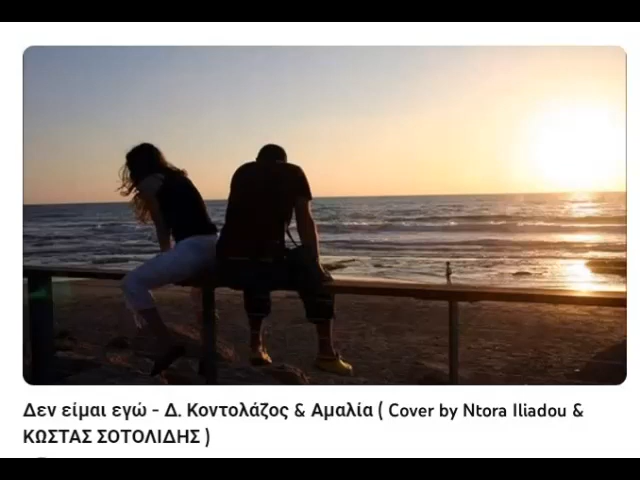 Δεν είμαι εγώ - Δ. Κοντολάζος & Αμαλία ( Cover by Ntora Iliadou &
ΚΩΣΤΑΣ ΣΟΤΟΛΙΔΗΣ )